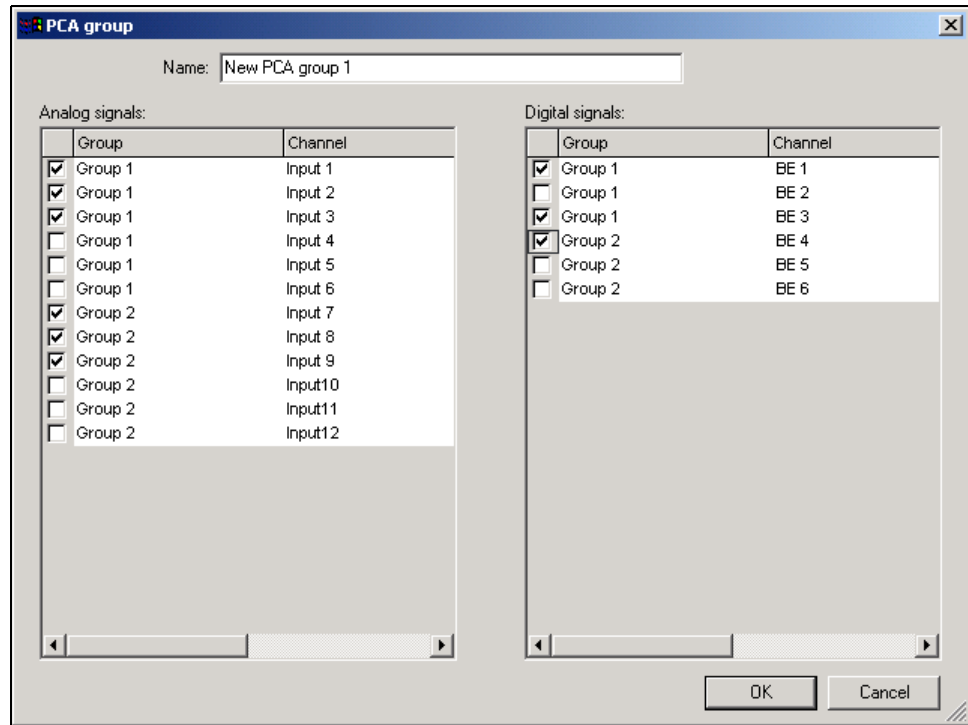 PCA group
Name: New PCA group 1
Analog signals:
Group Channel
Group 1 Input 1
Group 1 Input 2
Group 1 Input 3
Group 1 Input 4
Group 1 Input 5
Group 1 Input 6
Group 2 Input 7
Group 2 Input 8
Group 2 Input 9
Group 2 Input10
Group 2 Input11
Group 2 Input12
Digital signals:
Group Channel
Group 1 BE 1
Group 1 BE 2
Group 1 BE 3
Group 2 BE 4
Group 2 BE 5
Group 2 BE 6
OK Cancel